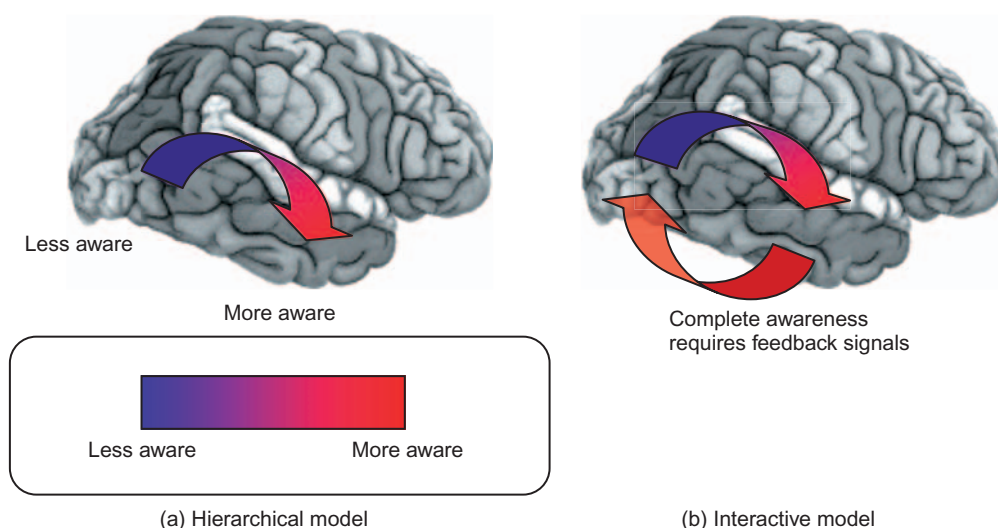 Less aware
More aware
Complete awareness
requires feedback signals
Less aware
More aware
(a) Hierarchical model
(b) Interactive model